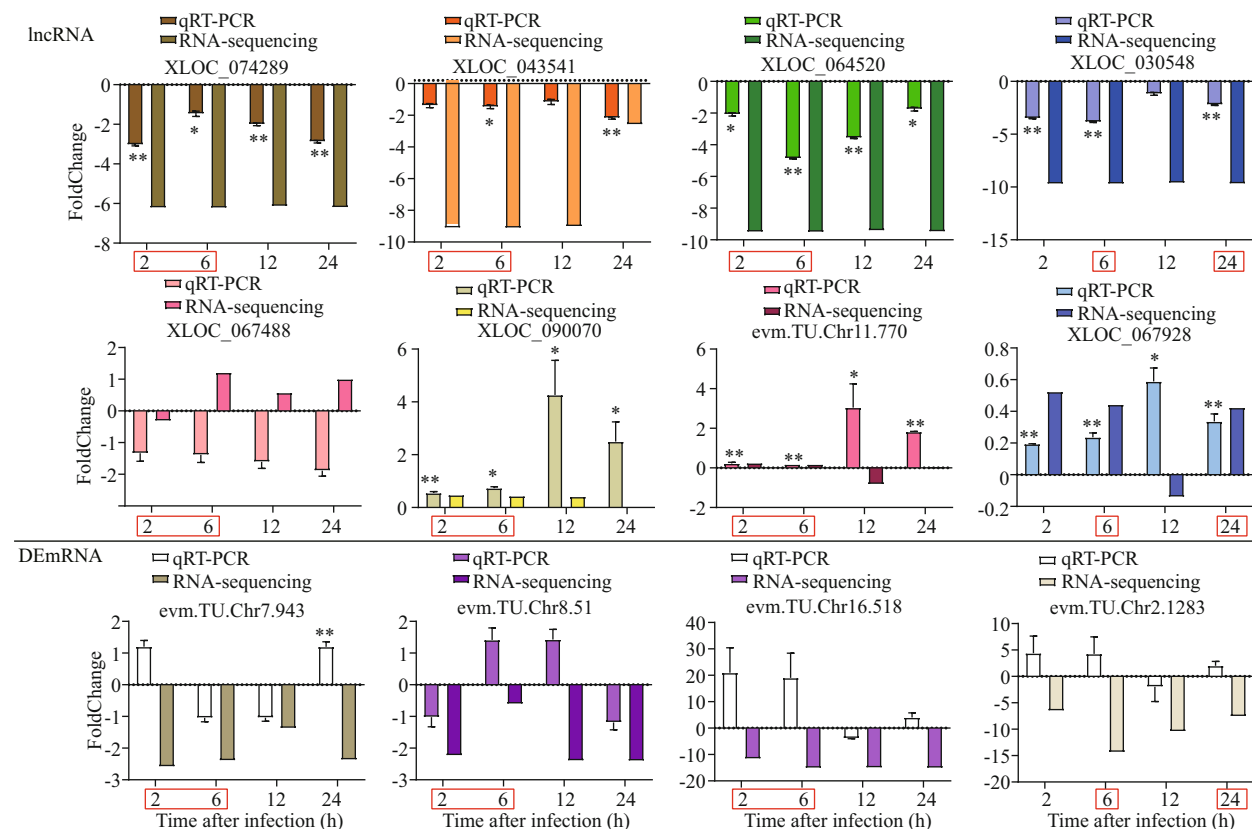 lncRNA
qRT-PCR
RNA-sequencing
XLOC_074289
FoldChange
0
-2
-4
-6
-8
**
*
**
**
2 6 12 24
qRT-PCR
RNA-sequencing
XLOC_043541
0
-2
-4
-6
-8
-10
*
**
2 6 12 24
qRT-PCR
RNA-sequencing
XLOC_064520
0
-2
-4
-6
-8
-10
*
**
**
*
2 6 12 24
qRT-PCR
RNA-sequencing
XLOC_030548
0
-5
-10
-15
**
**
**
2 6 12 24
qRT-PCR
RNA-sequencing
XLOC_067488
FoldChange
2
1
0
-1
-2
2 6 12 24
qRT-PCR
RNA-sequencing
XLOC_090070
6
4
2
0
**
*
*
*
2 6 12 24
qRT-PCR
RNA-sequencing
evm.TU.Chr11.770
6
4
2
0
-2
**
**
*
**
2 6 12 24
qRT-PCR
RNA-sequencing
XLOC_067928
0.8
0.6
0.4
0.2
0.0
-0.2
**
**
*
**
2 6 12 24
DEmRNA
qRT-PCR
RNA-sequencing
evm.TU.Chr7.943
FoldChange
2
1
0
-1
-2
-3
**
2 6 12 24
Time after infection (h)
qRT-PCR
RNA-sequencing
evm.TU.Chr8.51
2
1
0
-1
-2
-3
2 6 12 24
Time after infection (h)
qRT-PCR
RNA-sequencing
evm.TU.Chr16.518
40
30
20
10
0
-10
-20
2 6 12 24
Time after infection (h)
qRT-PCR
RNA-sequencing
evm.TU.Chr2.1283
10
5
0
-5
-10
-15
-20
2 6 12 24
Time after infection (h)